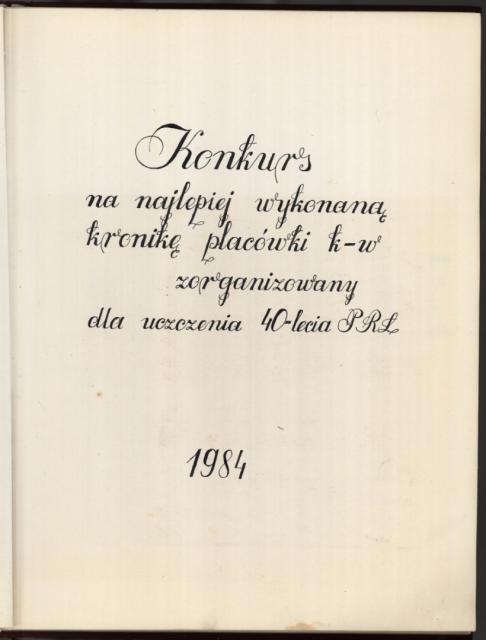 Konkurs
na najlepiej wykonaną
kronikę placówki k-w
zorganizowany
dla uczczenia 40-lecia PRL
1984